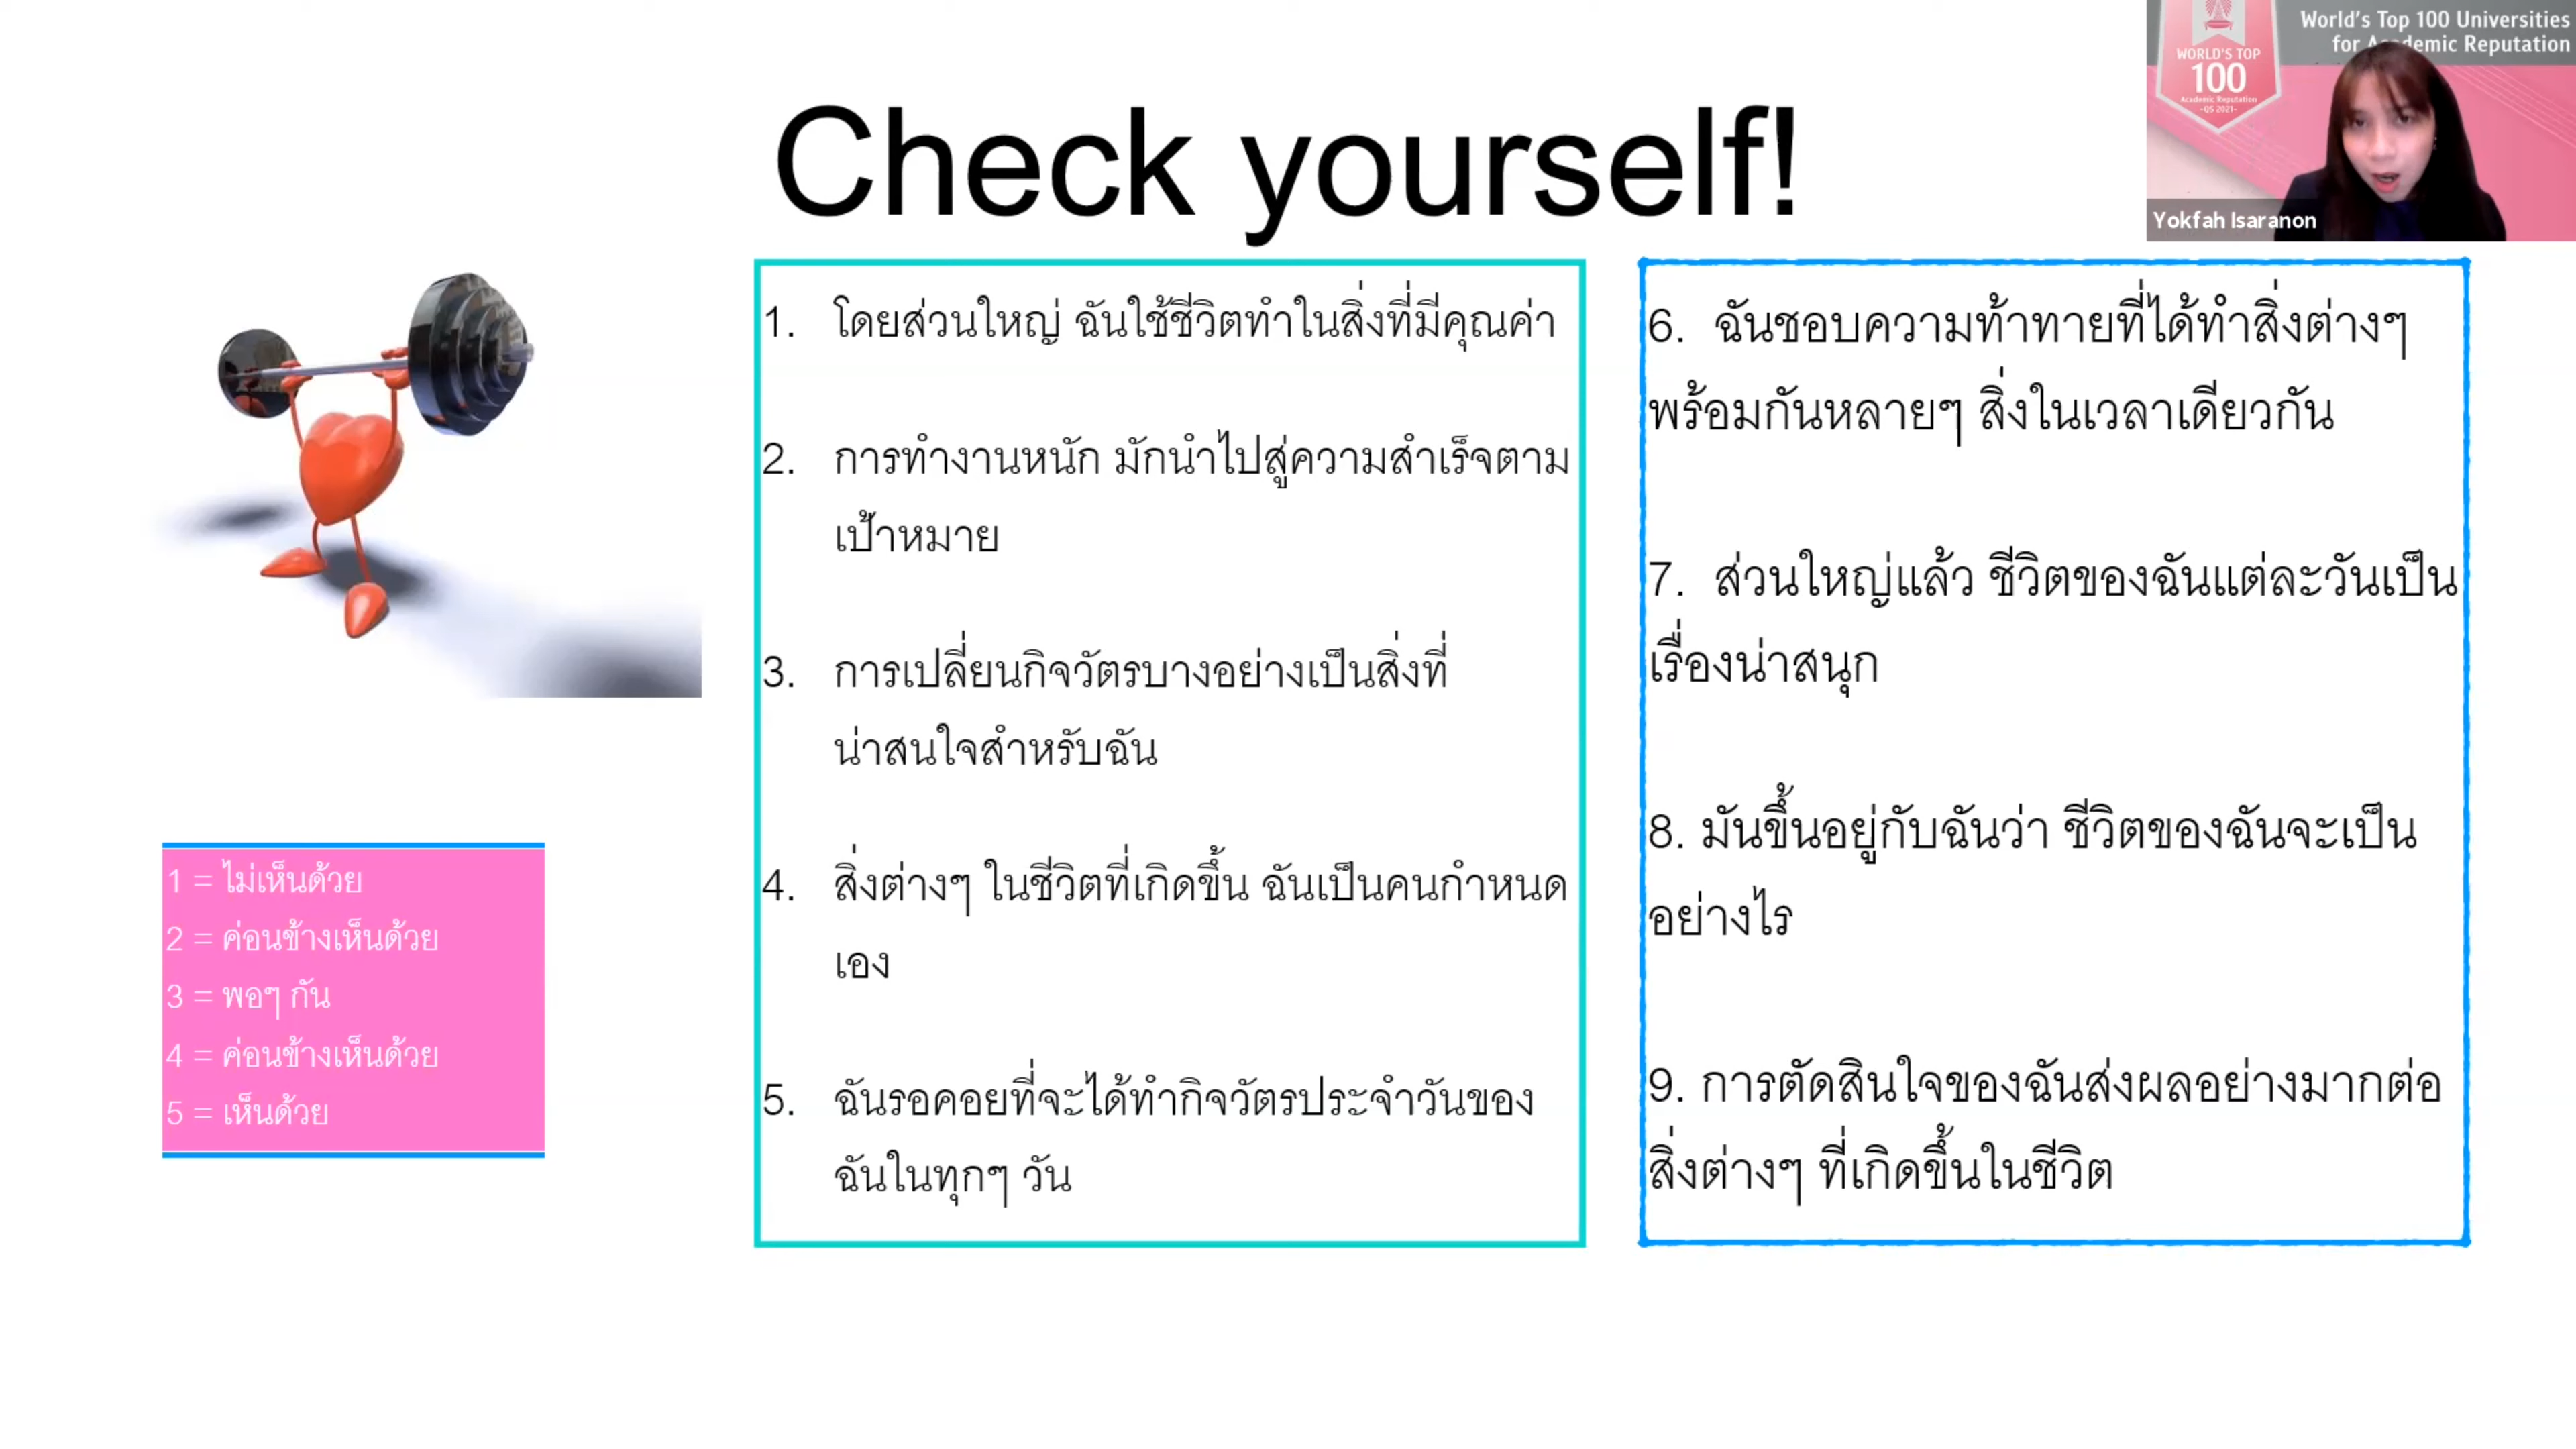 World's Top 100 Universities
for Academic Reputation
WORLD'S TOP
100
Academic Reputation
-QS 2021-
Yokfah Isaranon
Check yourself!
1. โดยส่วนใหญ่ ฉันใช้ชีวิตทำในสิ่งที่มีคุณค่า
2. การทำงานหนัก มักนำไปสู่ความสำเร็จตาม
เป้าหมาย
3. การเปลี่ยนกิจวัตรบางอย่างเป็นสิ่งที่
น่าสนใจสำหรับฉัน
4. สิ่งต่างๆ ในชีวิตที่เกิดขึ้น ฉันเป็นคนกำหนด
เอง
5. ฉันรอคอยที่จะได้ทำกิจวัตรประจำวันของ
ฉันในทุกๆ วัน
6. ฉันชอบความท้าทายที่ได้ทำสิ่งต่างๆ
พร้อมกันหลายๆ สิ่งในเวลาเดียวกัน
7. ส่วนใหญ่แล้ว ชีวิตของฉันแต่ละวันเป็น
เรื่องน่าสนุก
8. มันขึ้นอยู่กับฉันว่า ชีวิตของฉันจะเป็น
อย่างไร
9. การตัดสินใจของฉันส่งผลอย่างมากต่อ
สิ่งต่างๆ ที่เกิดขึ้นในชีวิต
1 = ไม่เห็นด้วย
2 = ค่อนข้างเห็นด้วย
3 = พอๆ กัน
4 = ค่อนข้างเห็นด้วย
5 = เห็นด้วย